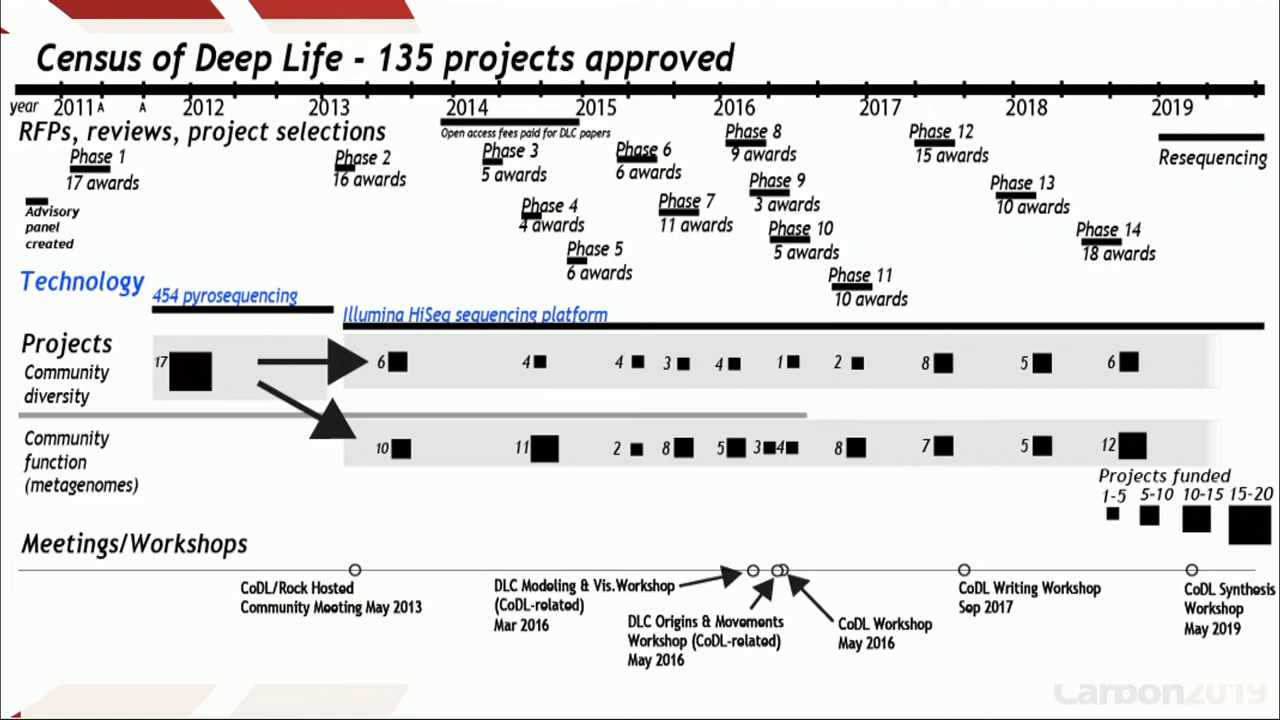 Census of Deep Life - 135 projects approved
year 2011 A A 2012 2013 2014 2015 2016 2017 2018 2019
RFPs, reviews, project selections
Open access fees paid for DLC papers
Phase 1
17 awards
Phase 2
16 awards
Phase 3
5 awards
Phase 4
4 awards
Phase 5
6 awards
Phase 6
6 awards
Phase 7
11 awards
Phase 8
9 awards
Phase 9
3 awards
Phase 10
5 awards
Phase 11
10 awards
Phase 12
15 awards
Phase 13
10 awards
Phase 14
18 awards
Resequencing
Advisory
panel
created
Technology
454 pyrosequencing
Illumina HiSeq sequencing platform
Projects
Community
diversity
17 6 4 4 3 4 1 2 8 5 6
Community
function
(metagenomes)
10 11 2 8 5 3 4 8 7 5 12
Projects funded
1-5 5-10 10-15 15-20
Meetings/Workshops
CoDL/Rock Hosted
Community Meeting May 2013
DLC Modeling & Vis.Workshop
(CoDL-related)
Mar 2016
DLC Origins & Movements
Workshop (CoDL-related)
May 2016
CoDL Workshop
May 2016
CoDL Writing Workshop
Sep 2017
CoDL Synthesis
Workshop
May 2019
Carbon2019